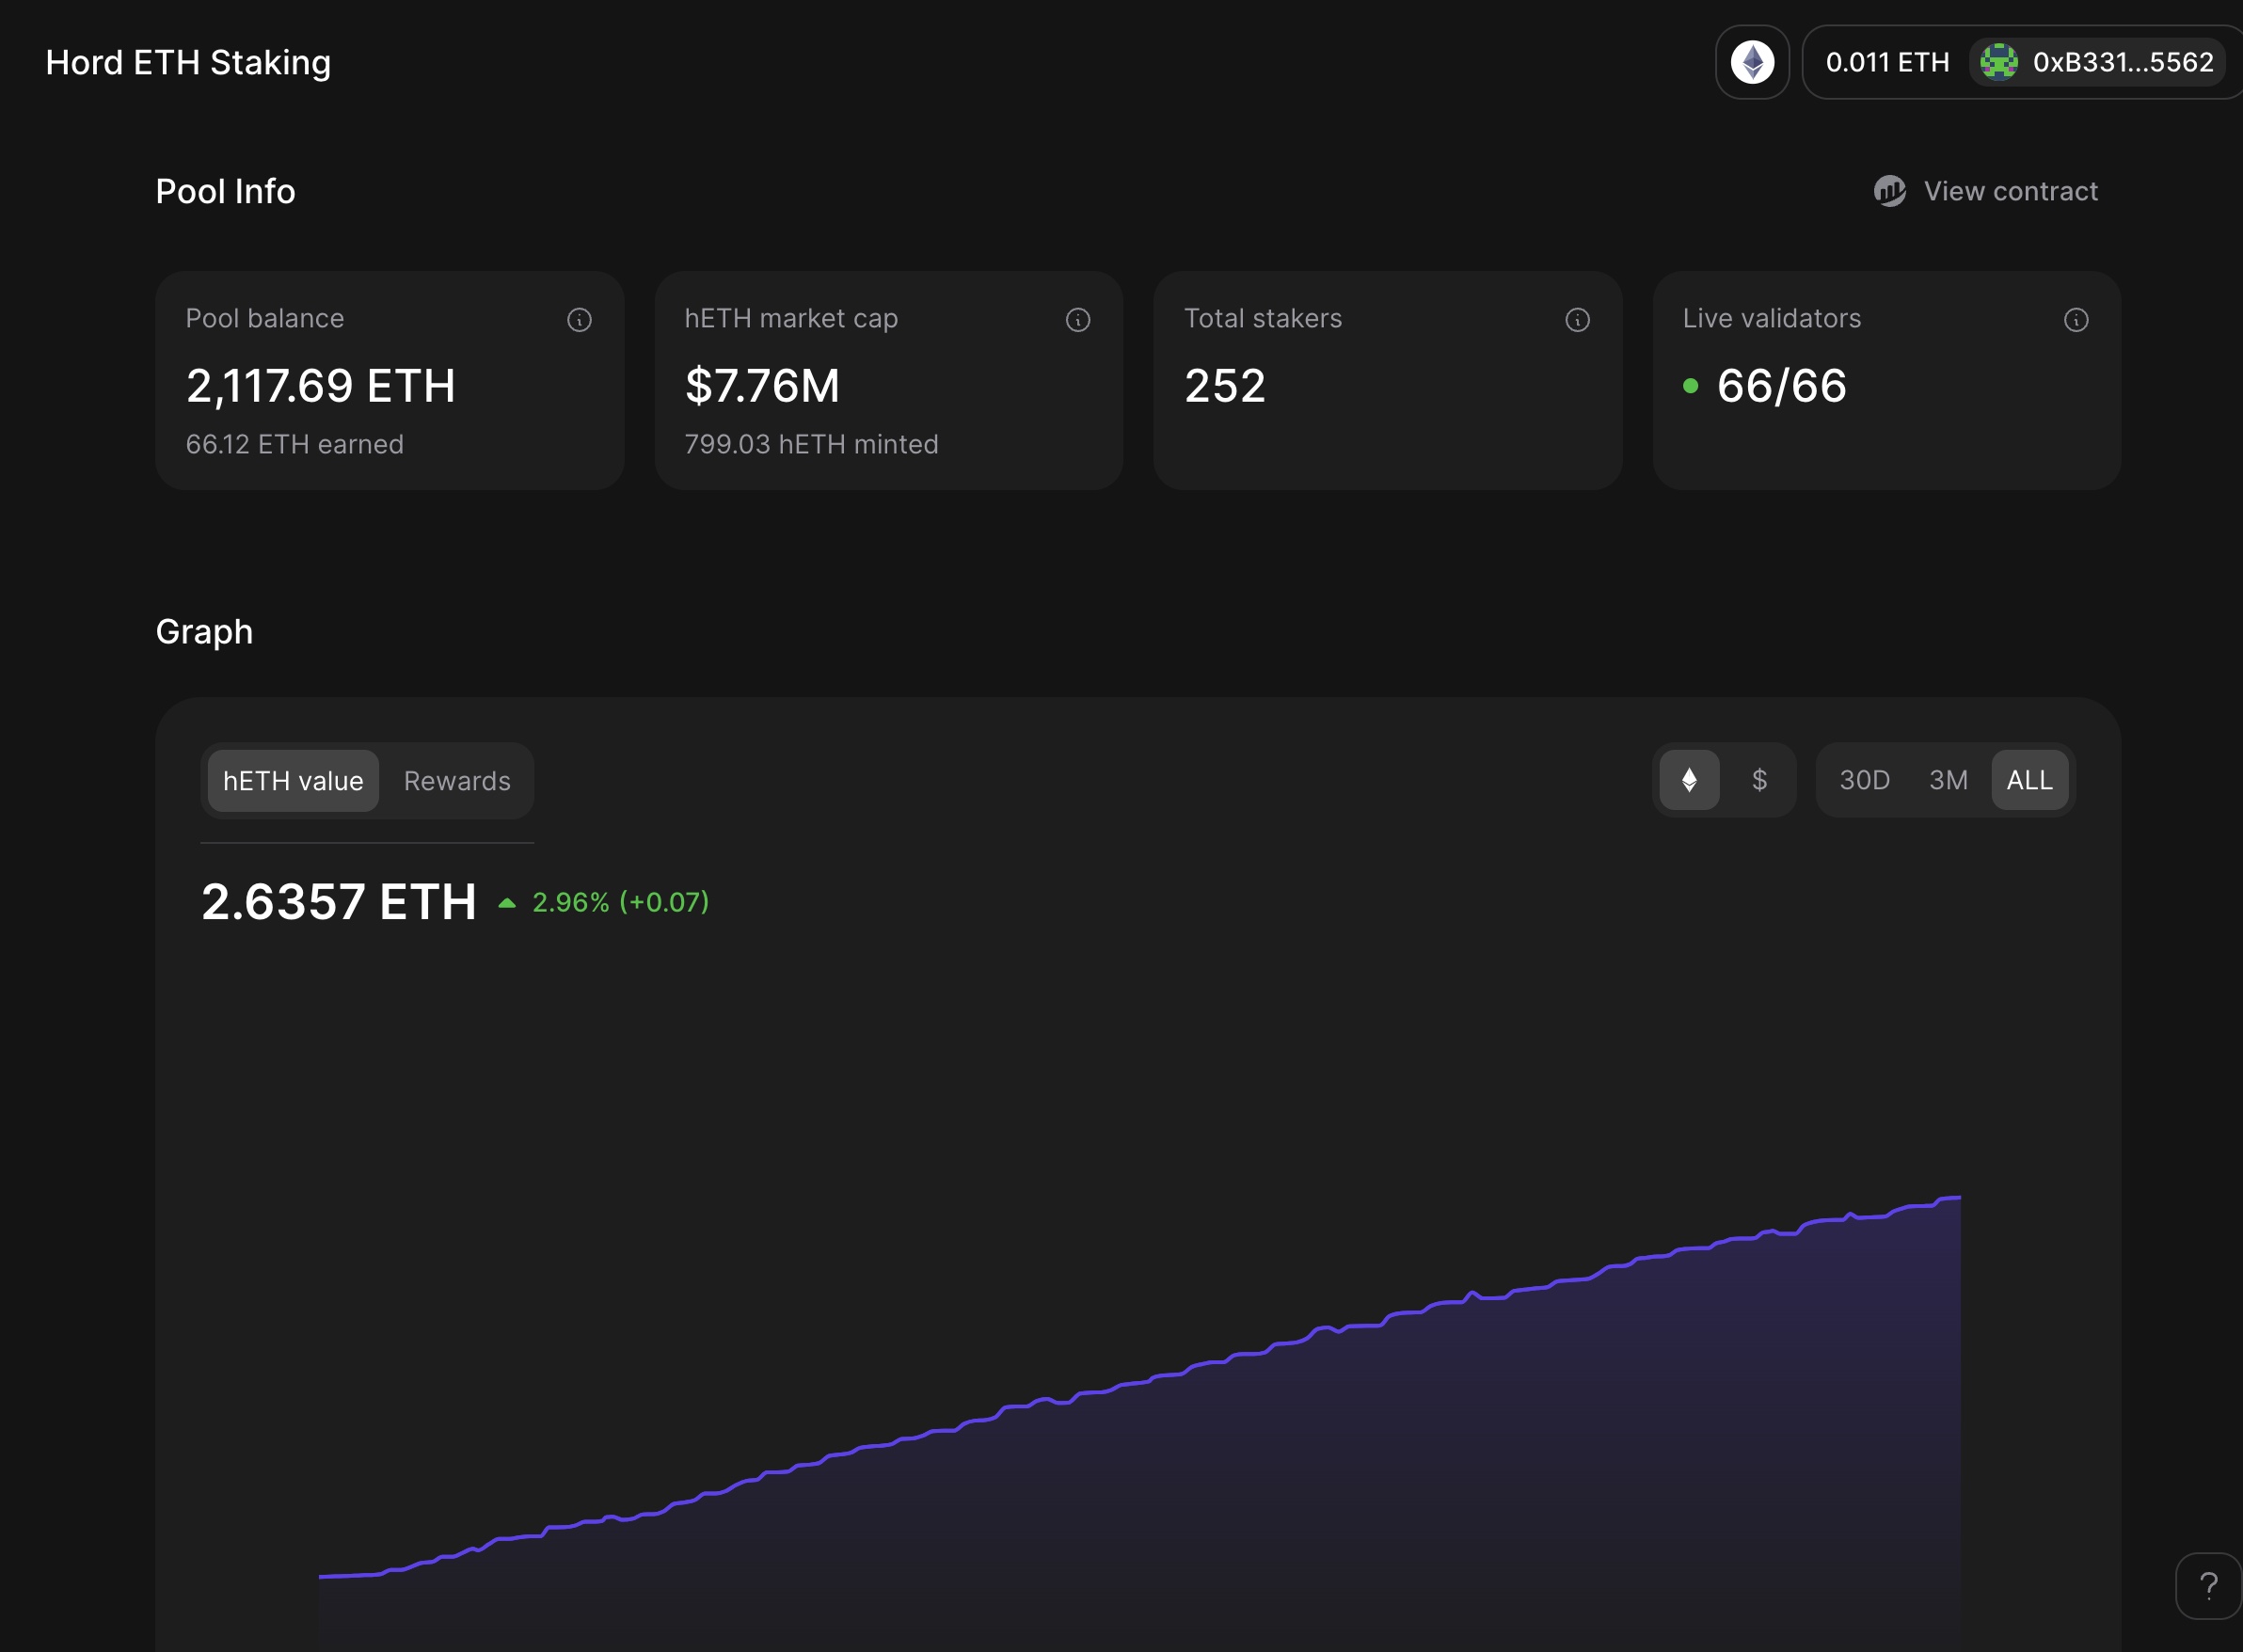 Hord ETH Staking
0.011 ETH
0xB331...5562
Pool Info
View contract
Pool balance
2,117.69 ETH
66.12 ETH earned
hETH market cap
$7.76M
799.03 hETH minted
Total stakers
252
Live validators
66/66
Graph
hETH value
Rewards
$
30D
3M
ALL
2.6357 ETH
2.96% (+0.07)
?